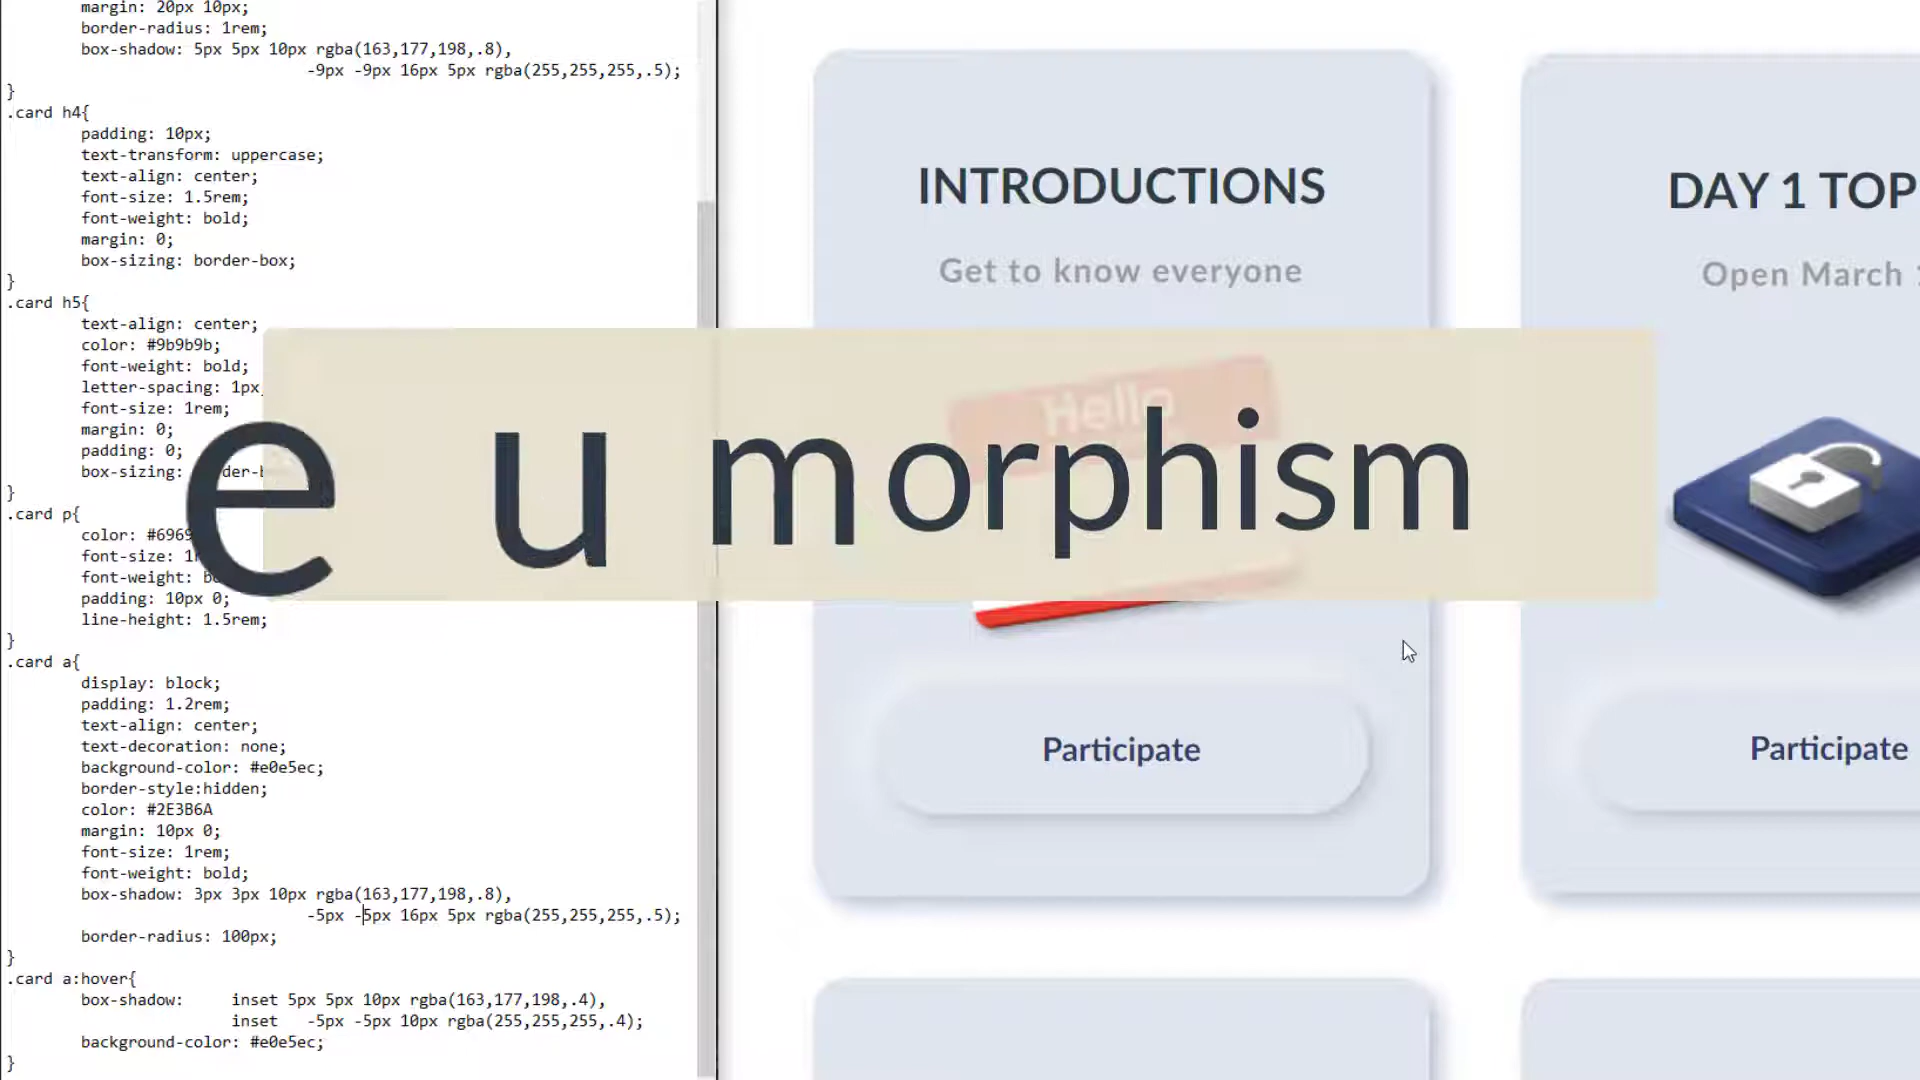 margin: 20px 10px;
border-radius: 1rem;
box-shadow: 5px 5px 10px rgba(163,177,198,.8),
-9px -9px 16px 5px rgba(255,255,255,.5);
}
.card h4{
padding: 10px;
text-transform: uppercase;
text-align: center;
font-size: 1.5rem;
font-weight: bold;
margin: 0;
box-sizing: border-box;
}
.card h5{
text-align: center;
color: #9b9b9b;
font-weight: bold;
letter-spacing: 1px
font-size: 1rem;
margin: 0;
padding: 0;
box-sizing:
}
.card p{
color: #6969
font-size:
font-weight:
padding: 10px 0;
line-height: 1.5rem;
}
.card a{
display: block;
padding: 1.2rem;
text-align: center;
text-decoration: none;
background-color: #e0e5ec;
border-style:hidden;
color: #2E3B6A
margin: 10px 0;
font-size: 1rem;
font-weight: bold;
box-shadow: 3px 3px 10px rgba(163,177,198,.8),
-5px -5px 16px 5px rgba(255,255,255,.5);
border-radius: 100px;
}
.card a:hover{
box-shadow: inset 5px 5px 10px rgba(163,177,198,.4),
inset -5px -5px 10px rgba(255,255,255,.4);
background-color: #e0e5ec;
}
e u morphism
INTRODUCTIONS
Get to know everyone
Hello
Participate
DAY 1 TOP
Open March
Participate